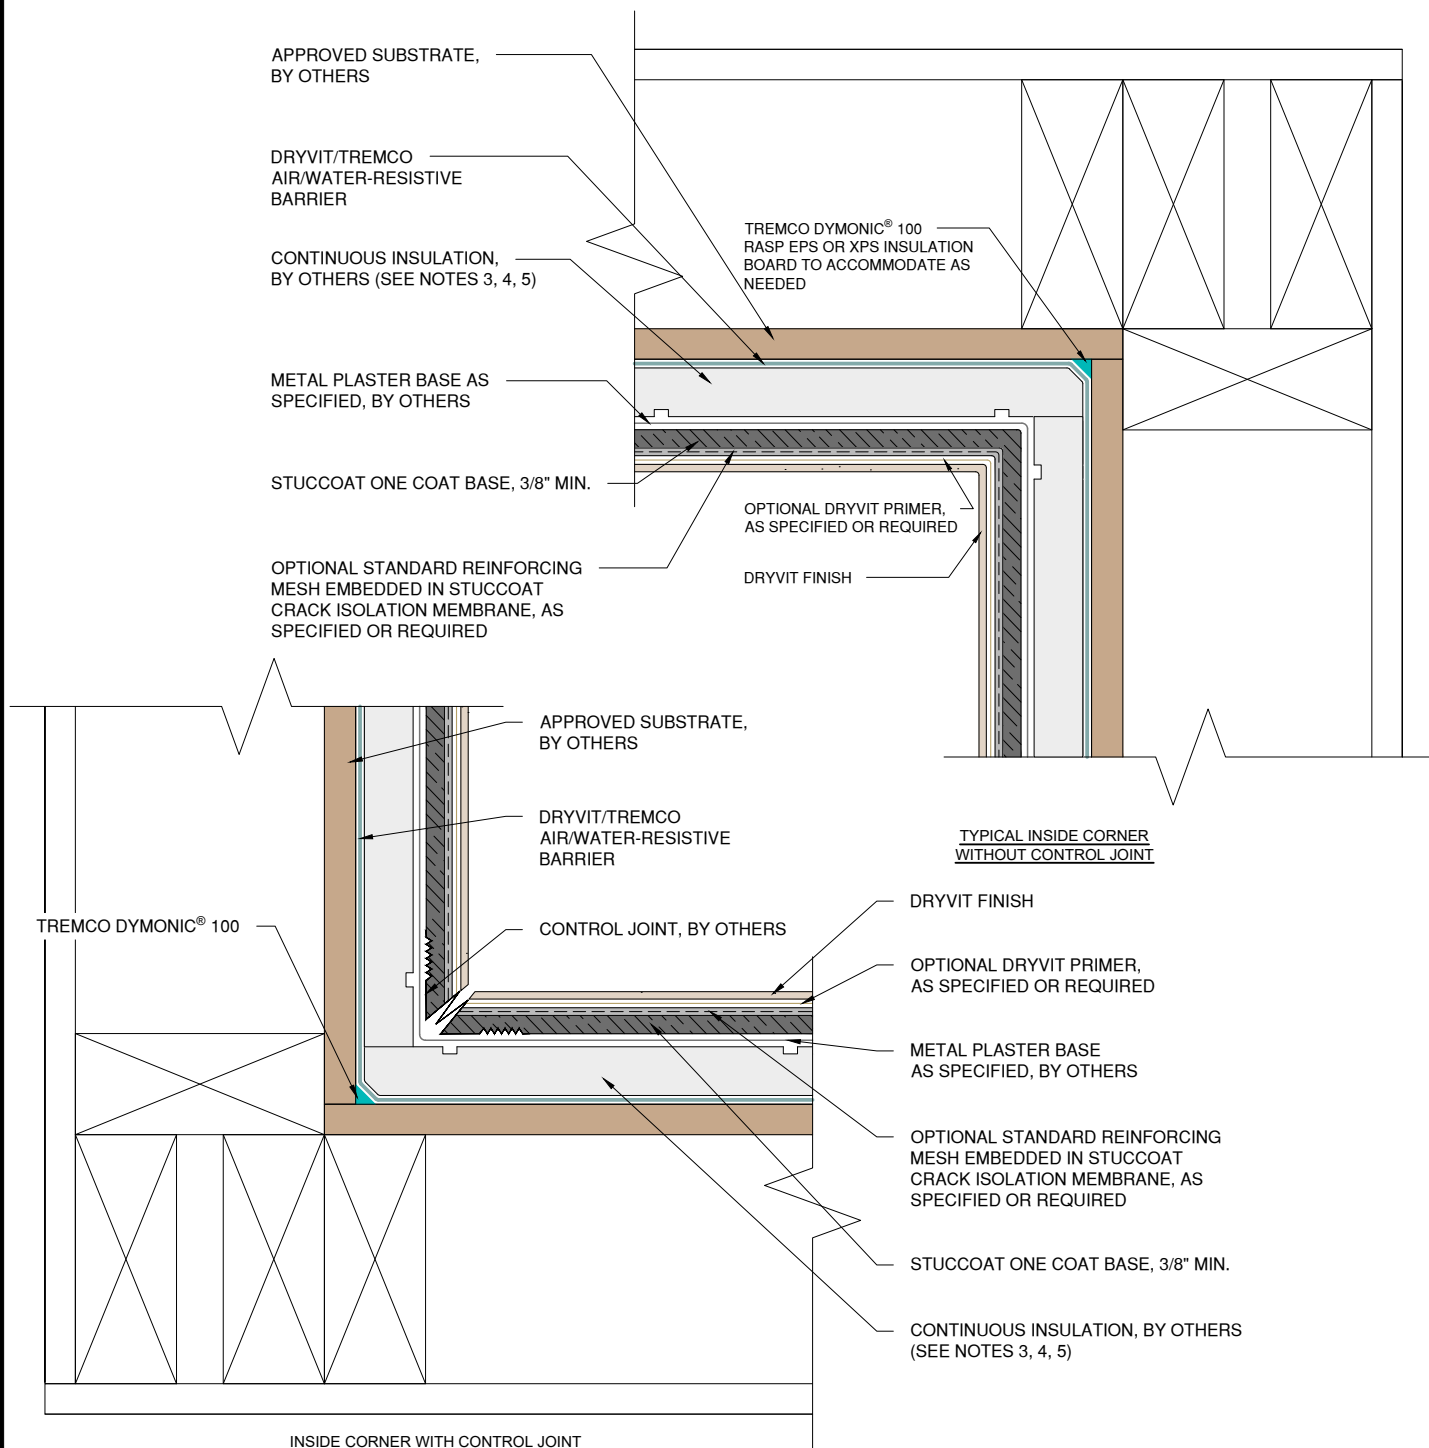 APPROVED SUBSTRATE,
BY OTHERS
DRYVIT/TREMCO
AIR/WATER-RESISTIVE
BARRIER
CONTINUOUS INSULATION,
BY OTHERS (SEE NOTES 3, 4, 5)
METAL PLASTER BASE AS
SPECIFIED, BY OTHERS
STUCCOAT ONE COAT BASE, 3/8" MIN.
OPTIONAL STANDARD REINFORCING
MESH EMBEDDED IN STUCCOAT
CRACK ISOLATION MEMBRANE, AS
SPECIFIED OR REQUIRED
TREMCO DYMONIC® 100
RASP EPS OR XPS INSULATION
BOARD TO ACCOMMODATE AS
NEEDED
OPTIONAL DRYVIT PRIMER,
AS SPECIFIED OR REQUIRED
DRYVIT FINISH
TYPICAL INSIDE CORNER
WITHOUT CONTROL JOINT
APPROVED SUBSTRATE,
BY OTHERS
DRYVIT/TREMCO
AIR/WATER-RESISTIVE
BARRIER
TREMCO DYMONIC® 100
CONTROL JOINT, BY OTHERS
DRYVIT FINISH
OPTIONAL DRYVIT PRIMER,
AS SPECIFIED OR REQUIRED
METAL PLASTER BASE
AS SPECIFIED, BY OTHERS
OPTIONAL STANDARD REINFORCING
MESH EMBEDDED IN STUCCOAT
CRACK ISOLATION MEMBRANE, AS
SPECIFIED OR REQUIRED
STUCCOAT ONE COAT BASE, 3/8" MIN.
CONTINUOUS INSULATION, BY OTHERS
(SEE NOTES 3, 4, 5)
INSIDE CORNER WITH CONTROL JOINT